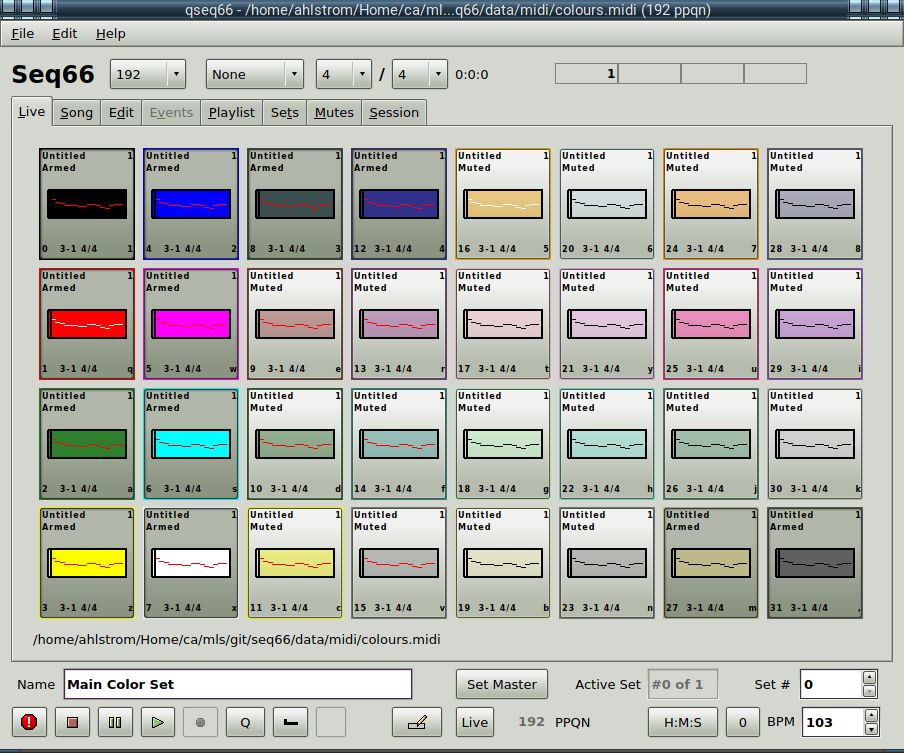 qseq66 - /home/ahlstrom/Home/ca/ml...q66/data/midi/colours.midi (192 ppqn)
File Edit Help
Seq66 192 None 4 / 4 0:0:0 1
Live Song Edit Events Playlist Sets Mutes Session
Untitled 1 Untitled 1 Untitled 1 Untitled 1 Untitled 1 Untitled 1 Untitled 1 Untitled 1
Armed Armed Armed Armed Muted Muted Muted Muted
0 3-1 4/4 1 4 3-1 4/4 2 8 3-1 4/4 3 12 3-1 4/4 4 16 3-1 4/4 5 20 3-1 4/4 6 24 3-1 4/4 7 28 3-1 4/4 8
Untitled 1 Untitled 1 Untitled 1 Untitled 1 Untitled 1 Untitled 1 Untitled 1 Untitled 1
Armed Armed Muted Muted Muted Muted Muted Muted
1 3-1 4/4 q 5 3-1 4/4 w 9 3-1 4/4 e 13 3-1 4/4 r 17 3-1 4/4 t 21 3-1 4/4 y 25 3-1 4/4 u 29 3-1 4/4 i
Untitled 1 Untitled 1 Untitled 1 Untitled 1 Untitled 1 Untitled 1 Untitled 1 Untitled 1
Armed Armed Muted Muted Muted Muted Muted Muted
2 3-1 4/4 a 6 3-1 4/4 s 10 3-1 4/4 d 14 3-1 4/4 f 18 3-1 4/4 g 22 3-1 4/4 h 26 3-1 4/4 j 30 3-1 4/4 k
Untitled 1 Untitled 1 Untitled 1 Untitled 1 Untitled 1 Untitled 1 Untitled 1 Untitled 1
Armed Armed Muted Muted Muted Muted Armed Armed
3 3-1 4/4 z 7 3-1 4/4 x 11 3-1 4/4 c 15 3-1 4/4 v 19 3-1 4/4 b 23 3-1 4/4 n 27 3-1 4/4 m 31 3-1 4/4 ,
/home/ahlstrom/Home/ca/mls/git/seq66/data/midi/colours.midi
Name Main Color Set Set Master Active Set #0 of 1 Set # 0
Q Live 192 PPQN H:M:S 0 BPM 103